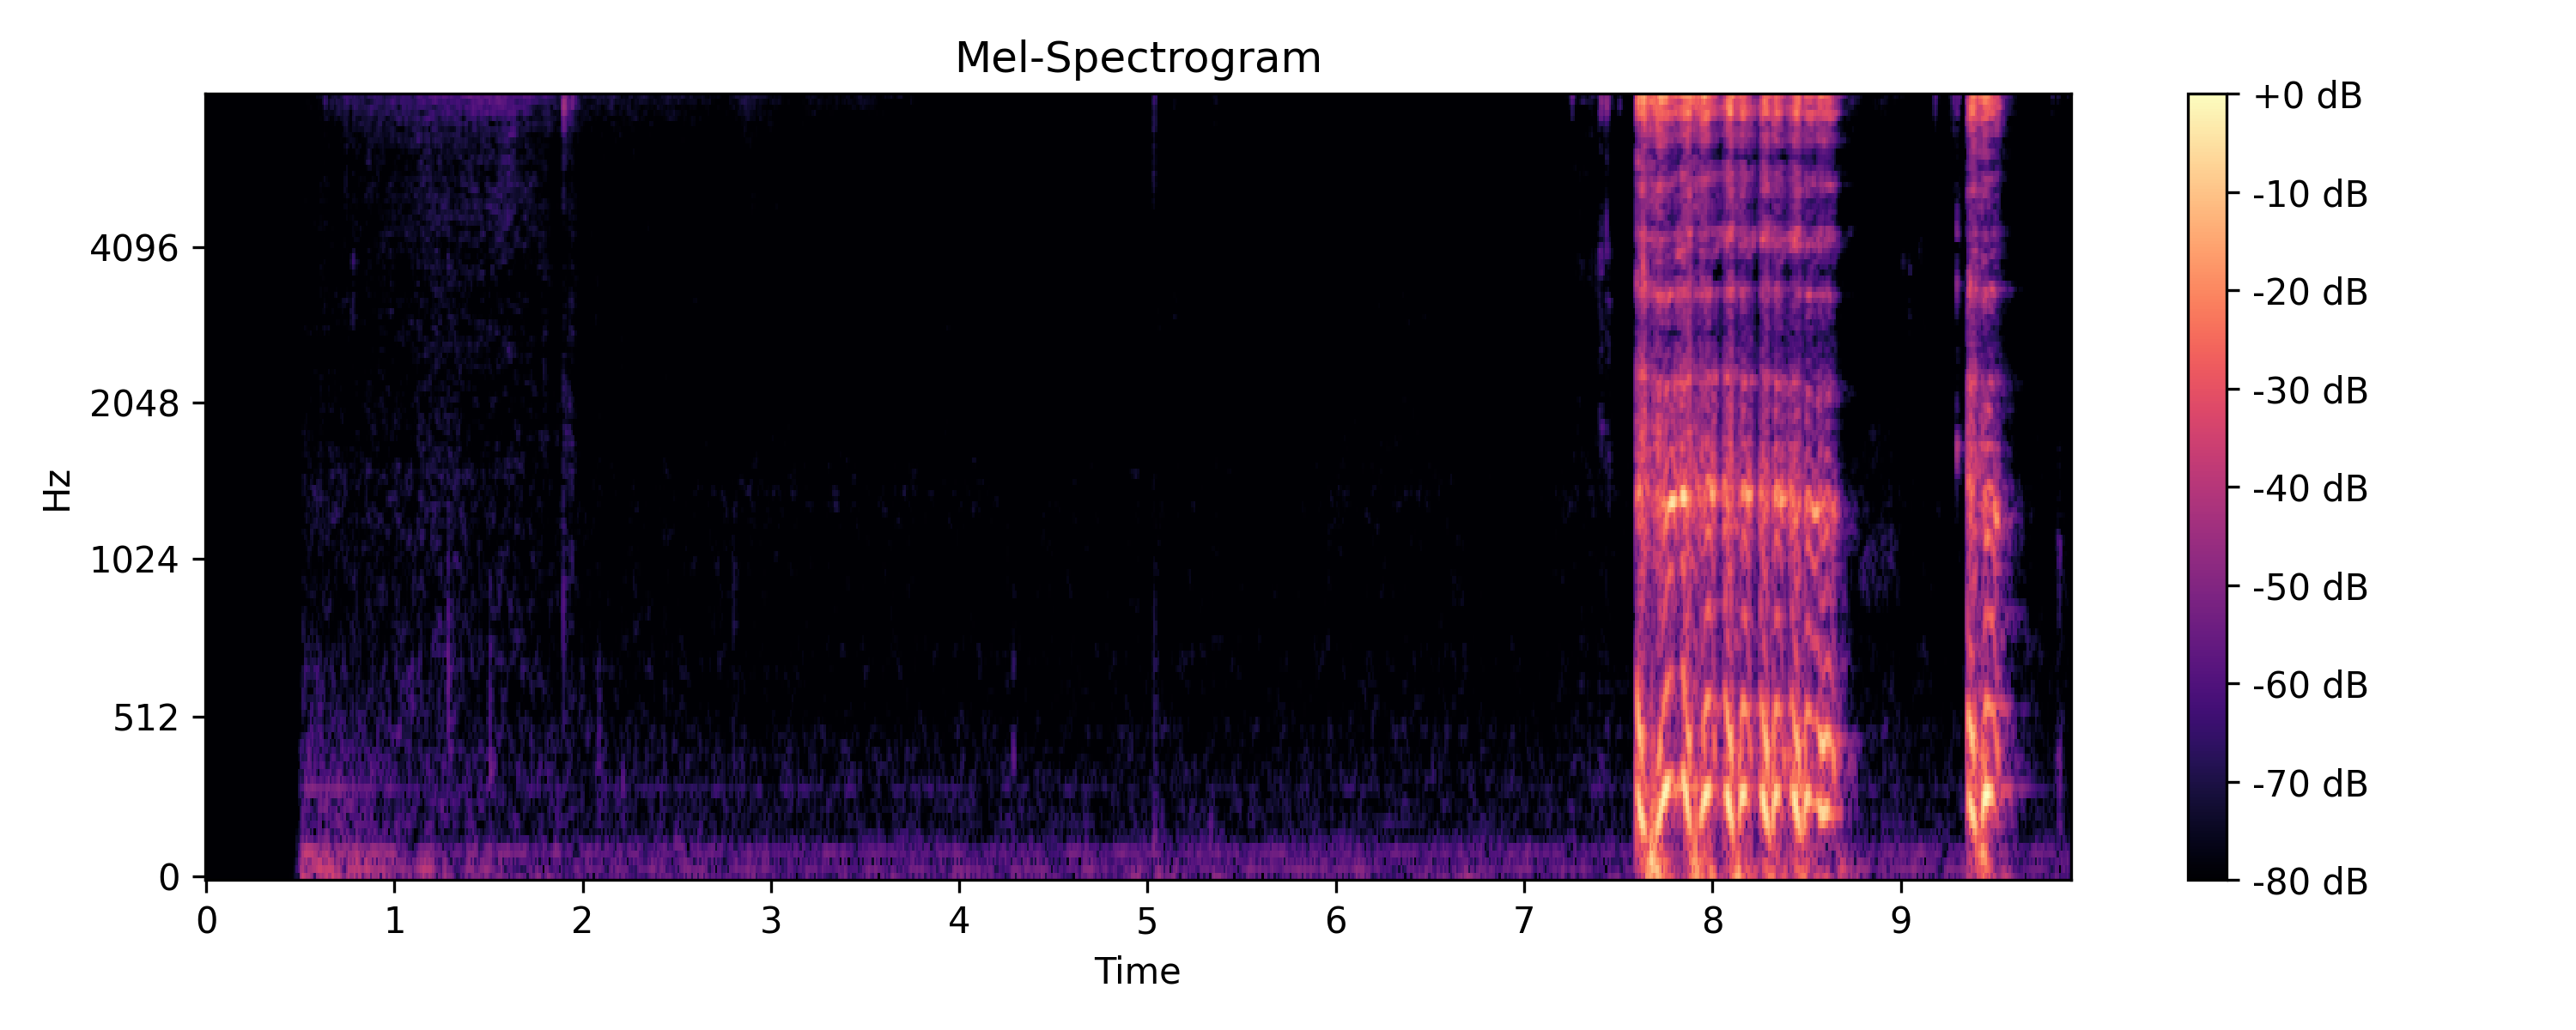 Mel-Spectrogram
Hz
4096
2048
1024
512
0
0 1 2 3 4 5 6 7 8 9
Time
+0 dB
-10 dB
-20 dB
-30 dB
-40 dB
-50 dB
-60 dB
-70 dB
-80 dB